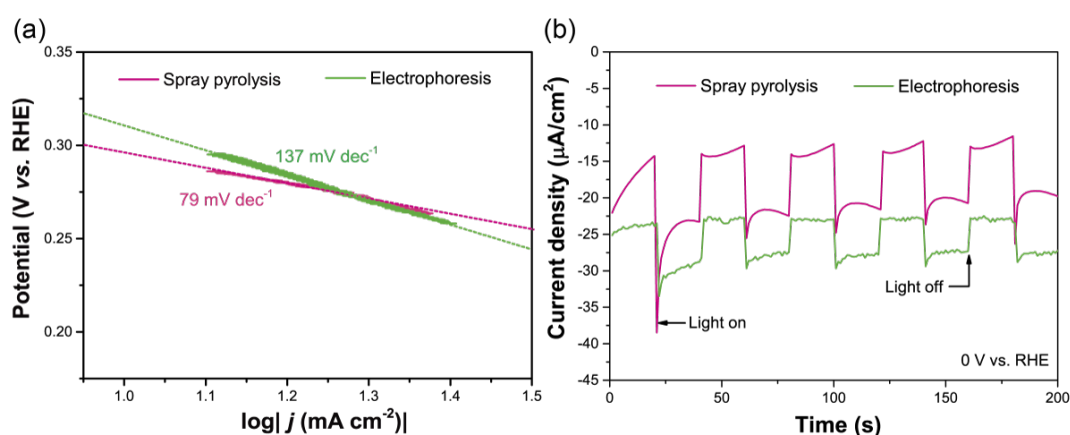 (a)
0.35
0.30
0.25
0.20
Potential (V vs. RHE)
Spray pyrolysis
Electrophoresis
137 mV dec⁻¹
79 mV dec⁻¹
1.0 1.1 1.2 1.3 1.4 1.5
log| j (mA cm⁻²)|
(b)
0
-5
-10
-15
-20
-25
-30
-35
-40
-45
Current density (µA/cm²)
Spray pyrolysis
Electrophoresis
Light off
Light on
0 V vs. RHE
0 50 100 150 200
Time (s)